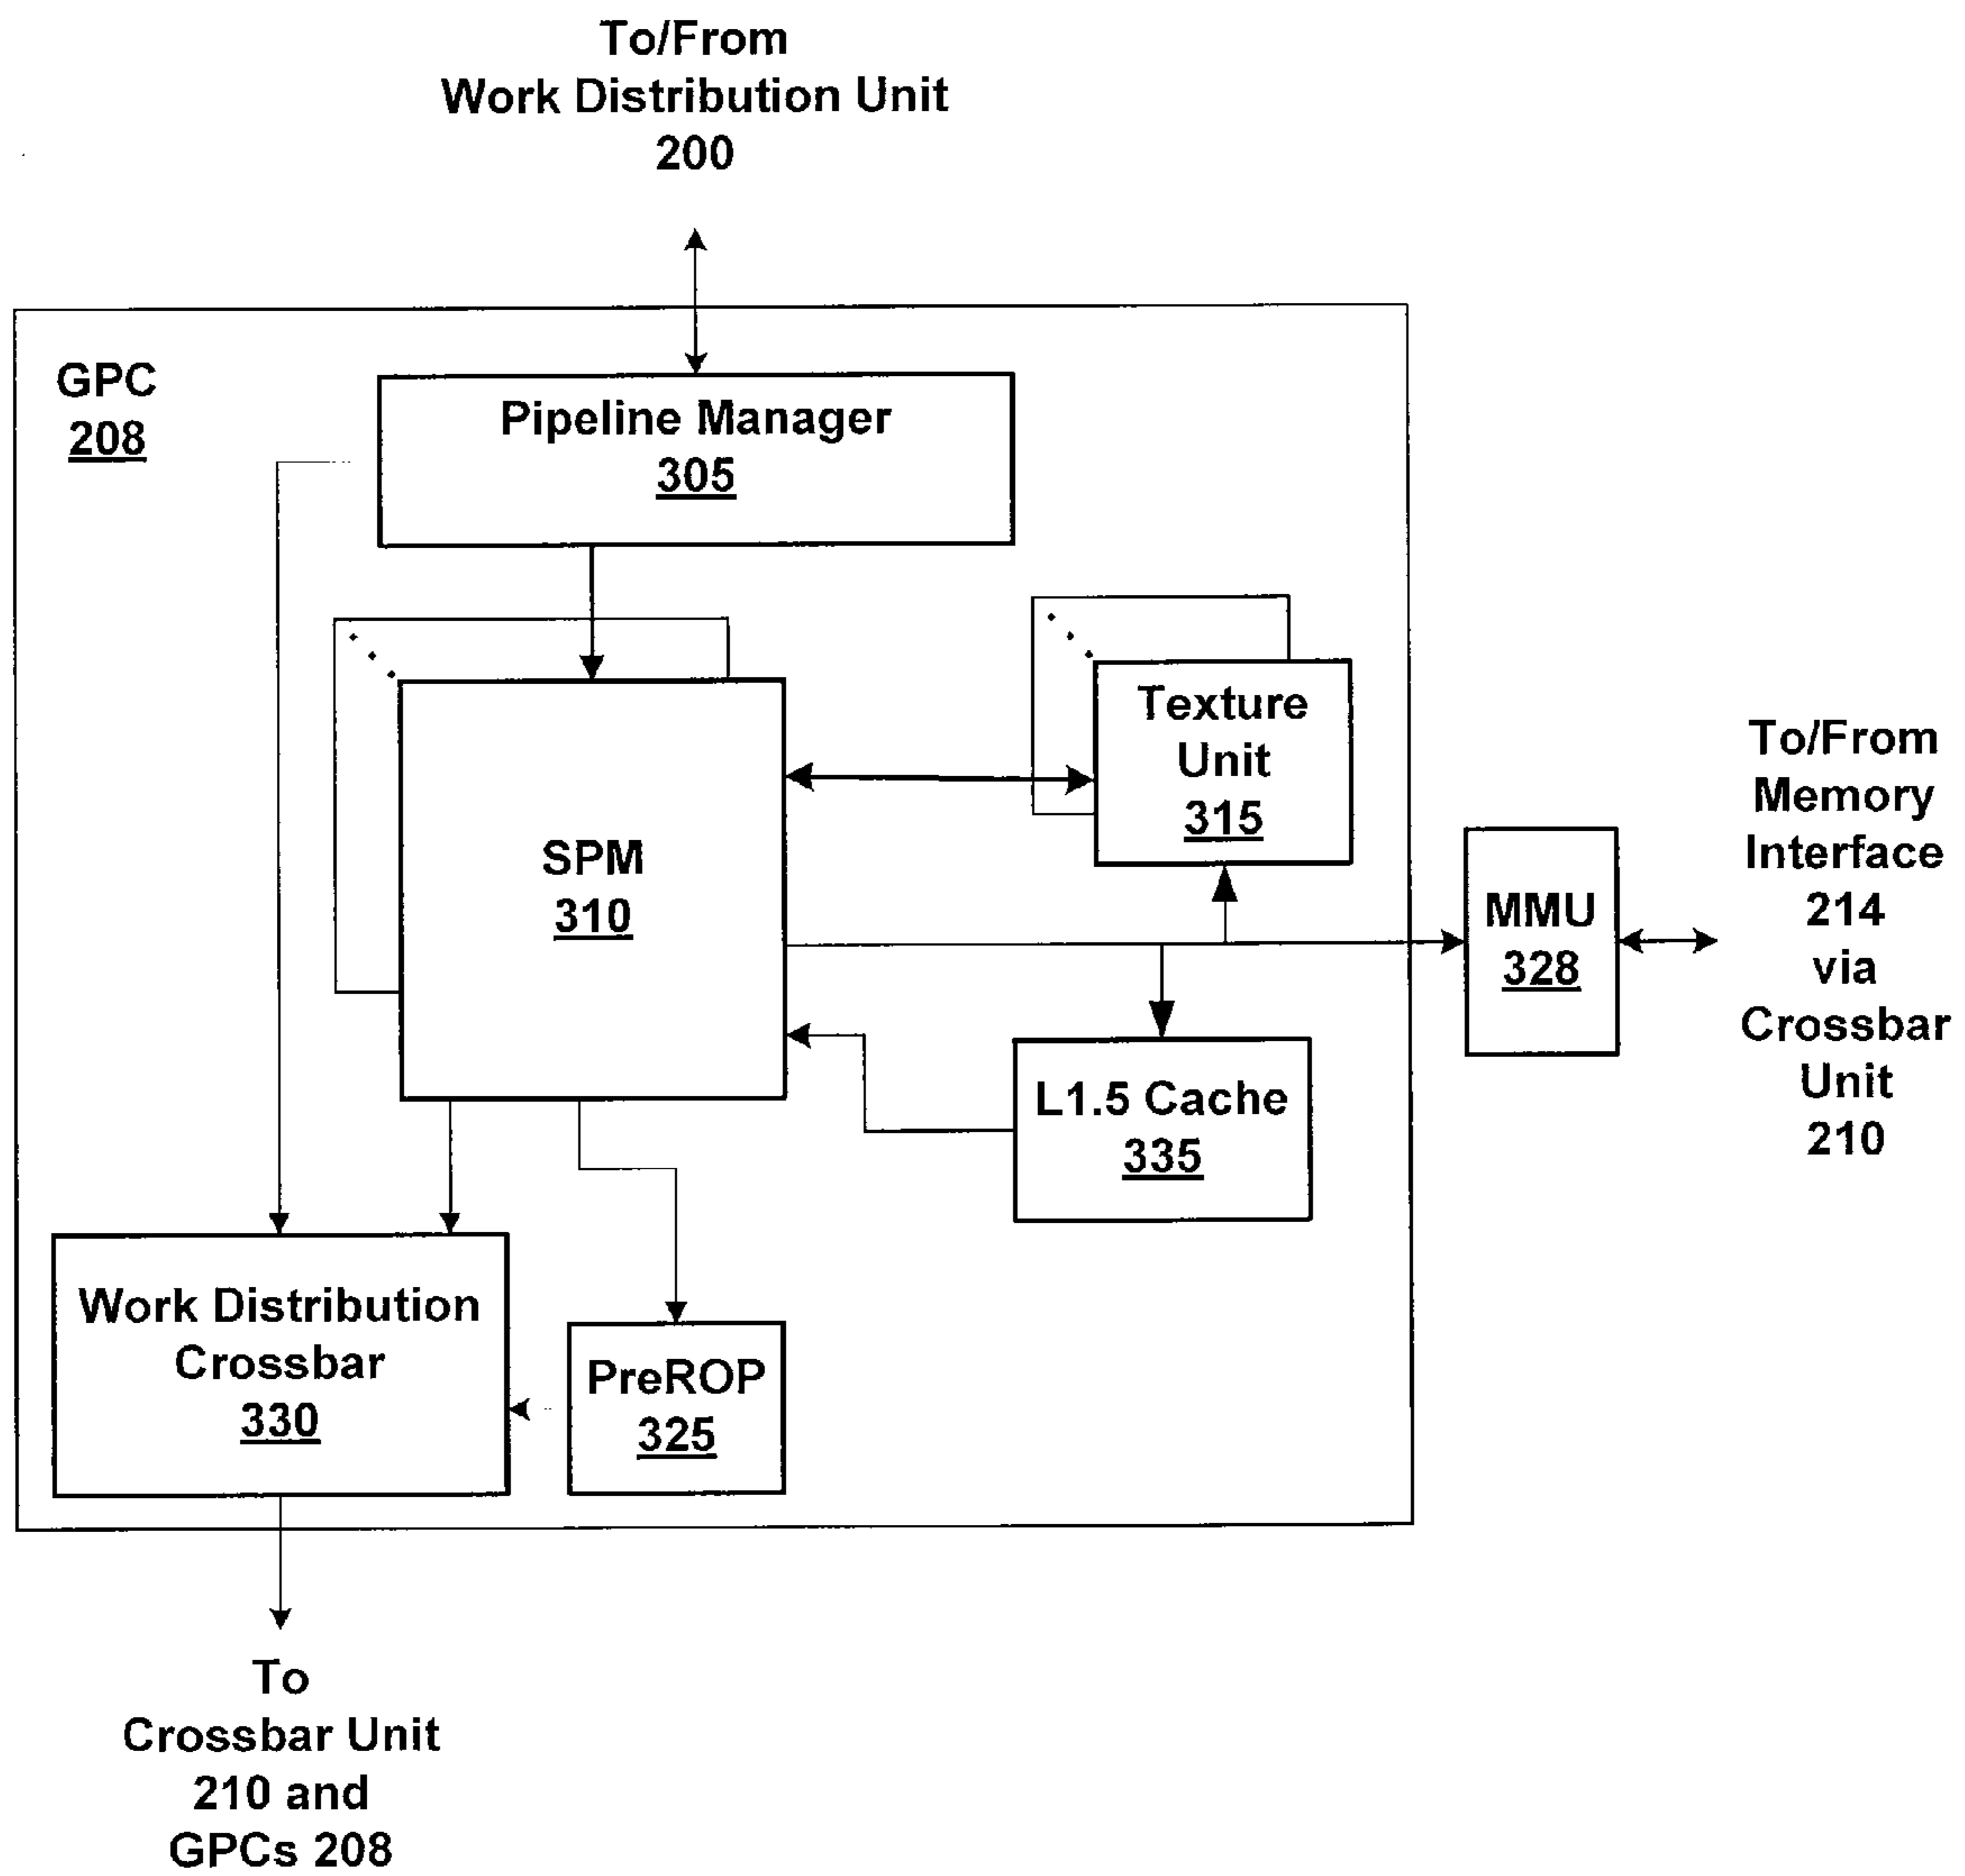 To/From
Work Distribution Unit
200
GPC
208
Pipeline Manager
305
Texture
Unit
315
SPM
310
MMU
328
To/From
Memory
Interface
214
via
Crossbar
Unit
210
L1.5 Cache
335
Work Distribution
Crossbar
330
PreROP
325
To
Crossbar Unit
210 and
GPCs 208